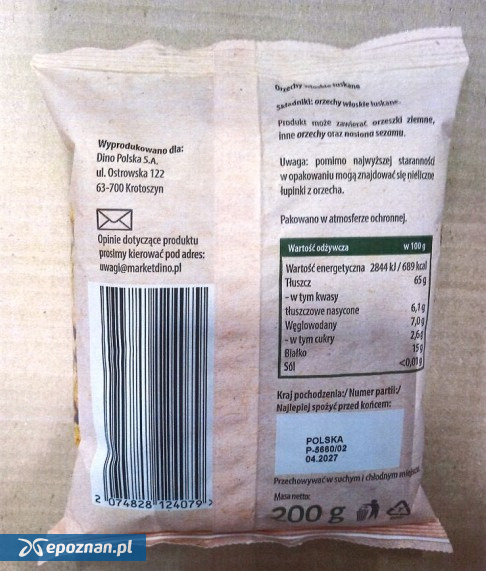 Wyprodukowano dla:
Dino Polska S.A.
ul. Ostrowska 122
63-700 Krotoszyn
Opinie dotyczące produktu
prosimy kierować pod adres:
uwagi@marketdino.pl
2 074828 124079 >
Orzechy włoskie łuskane
Składniki: orzechy włoskie łuskane.
Produkt może zawierać orzeszki ziemne,
inne orzechy oraz nasiona sezamu.
Uwaga: pomimo najwyższej staranności
w opakowaniu mogą znajdować się nieliczne
łupinki z orzecha.
Pakowano w atmosferze ochronnej.
Wartość odżywcza w 100 g
Wartość energetyczna 2844 kJ / 689 kcal
Tłuszcz 65 g
- w tym kwasy
tłuszczowe nasycone 6,1 g
Węglowodany 7,0 g
- w tym cukry 2,6 g
Białko 15 g
Sól <0,01 g
Kraj pochodzenia:/ Numer partii:/
Najlepiej spożyć przed końcem:
POLSKA
P-5660/02
04.2027
Przechowywać w suchym i chłodnym miejscu.
Masa netto:
200 g
epoznan.pl